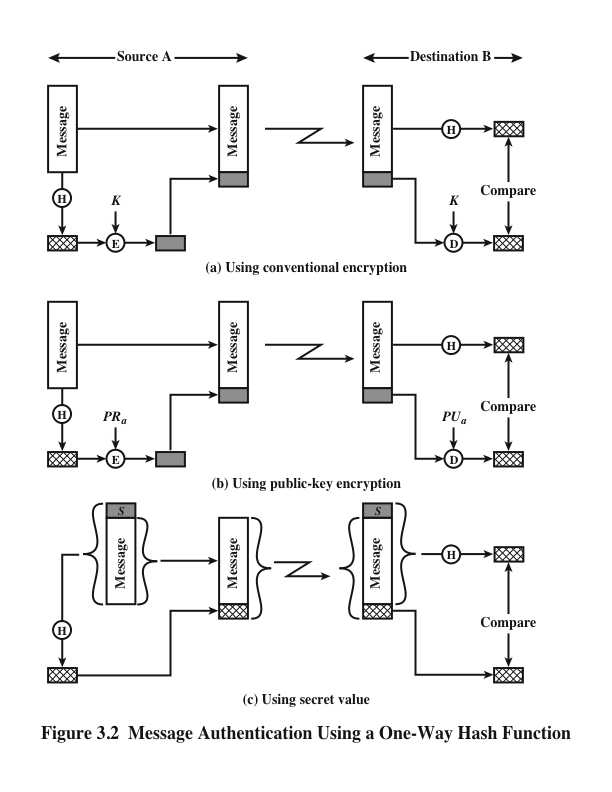 Source A
Destination B
Message
Message
Message
H
H
K
K
Compare
E
D
(a) Using conventional encryption
Message
Message
Message
H
H
PRa
PUa
Compare
E
D
(b) Using public-key encryption
S
S
Message
Message
Message
H
H
Compare
(c) Using secret value
Figure 3.2 Message Authentication Using a One-Way Hash Function